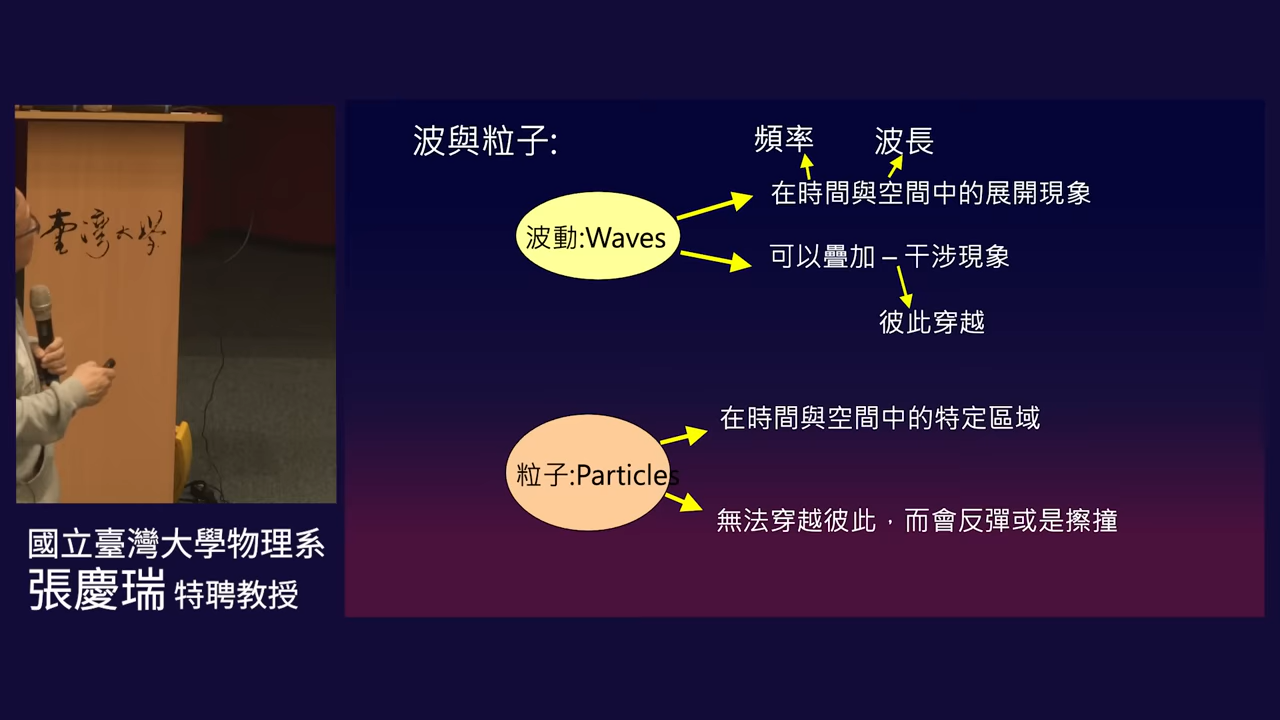 臺灣大學
國立臺灣大學物理系
張慶瑞 特聘教授
波與粒子:
頻率 波長
在時間與空間中的展開現象
波動:Waves
可以疊加 – 干涉現象
彼此穿越
在時間與空間中的特定區域
粒子:Particles
無法穿越彼此，而會反彈或是擦撞